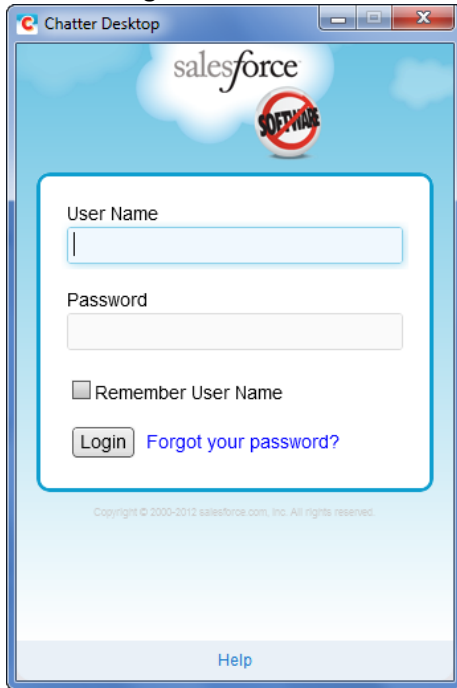 Chatter Desktop
salesforce
SOFTWARE
User Name
Password
Remember User Name
Login Forgot your password?
Copyright © 2000-2012 salesforce.com, inc. All rights reserved.
Help